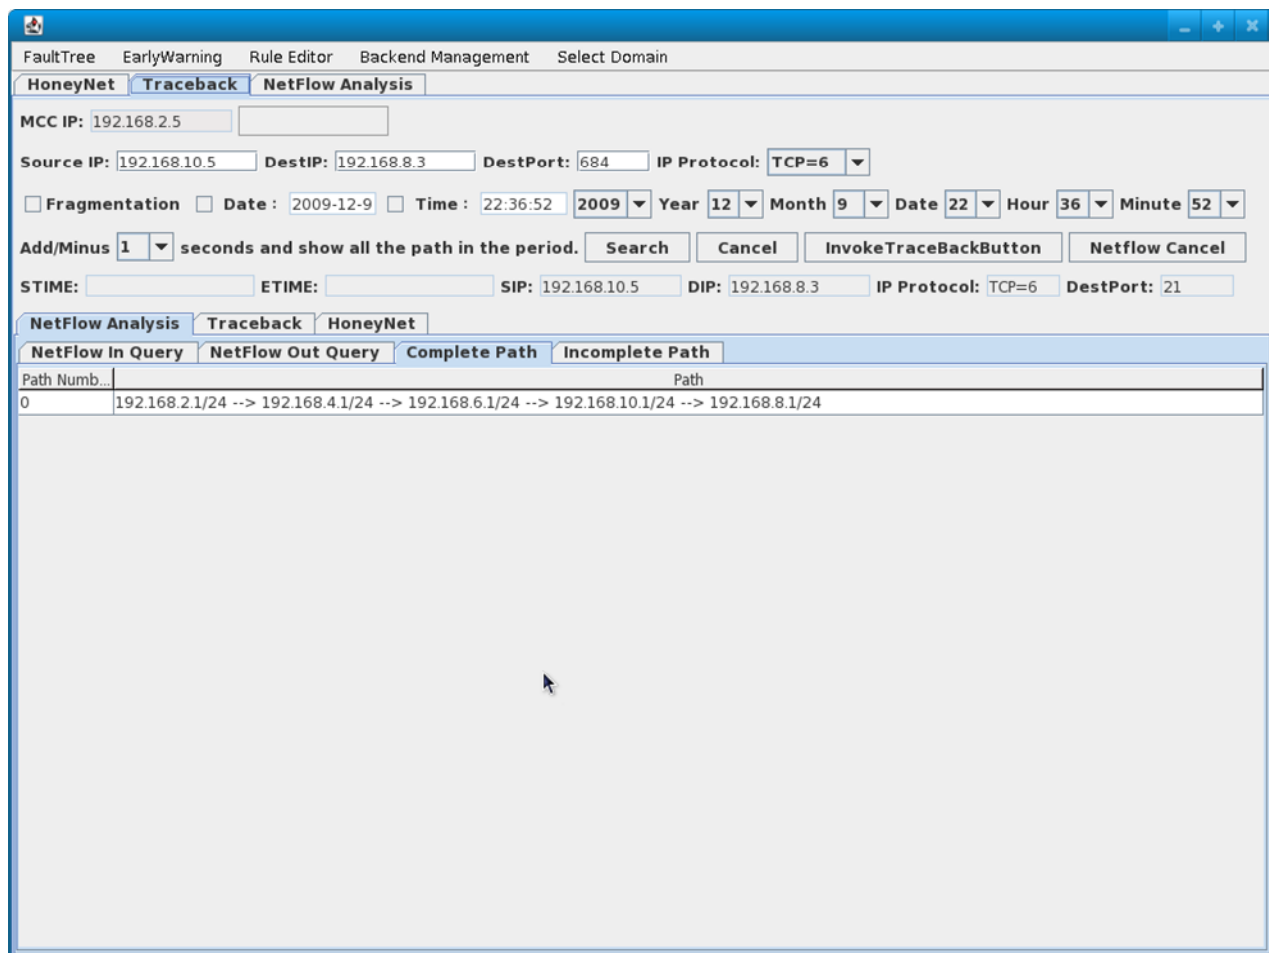 FaultTree EarlyWarning Rule Editor Backend Management Select Domain
HoneyNet Traceback NetFlow Analysis
MCC IP: 192.168.2.5
Source IP: 192.168.10.5 DestIP: 192.168.8.3 DestPort: 684 IP Protocol: TCP=6
Fragmentation Date : 2009-12-9 Time : 22:36:52 2009 Year 12 Month 9 Date 22 Hour 36 Minute 52
Add/Minus 1 seconds and show all the path in the period. Search Cancel InvokeTraceBackButton Netflow Cancel
STIME: ETIME: SIP: 192.168.10.5 DIP: 192.168.8.3 IP Protocol: TCP=6 DestPort: 21
NetFlow Analysis Traceback HoneyNet
NetFlow In Query NetFlow Out Query Complete Path Incomplete Path
Path Numb... Path
0 192.168.2.1/24 --> 192.168.4.1/24 --> 192.168.6.1/24 --> 192.168.10.1/24 --> 192.168.8.1/24